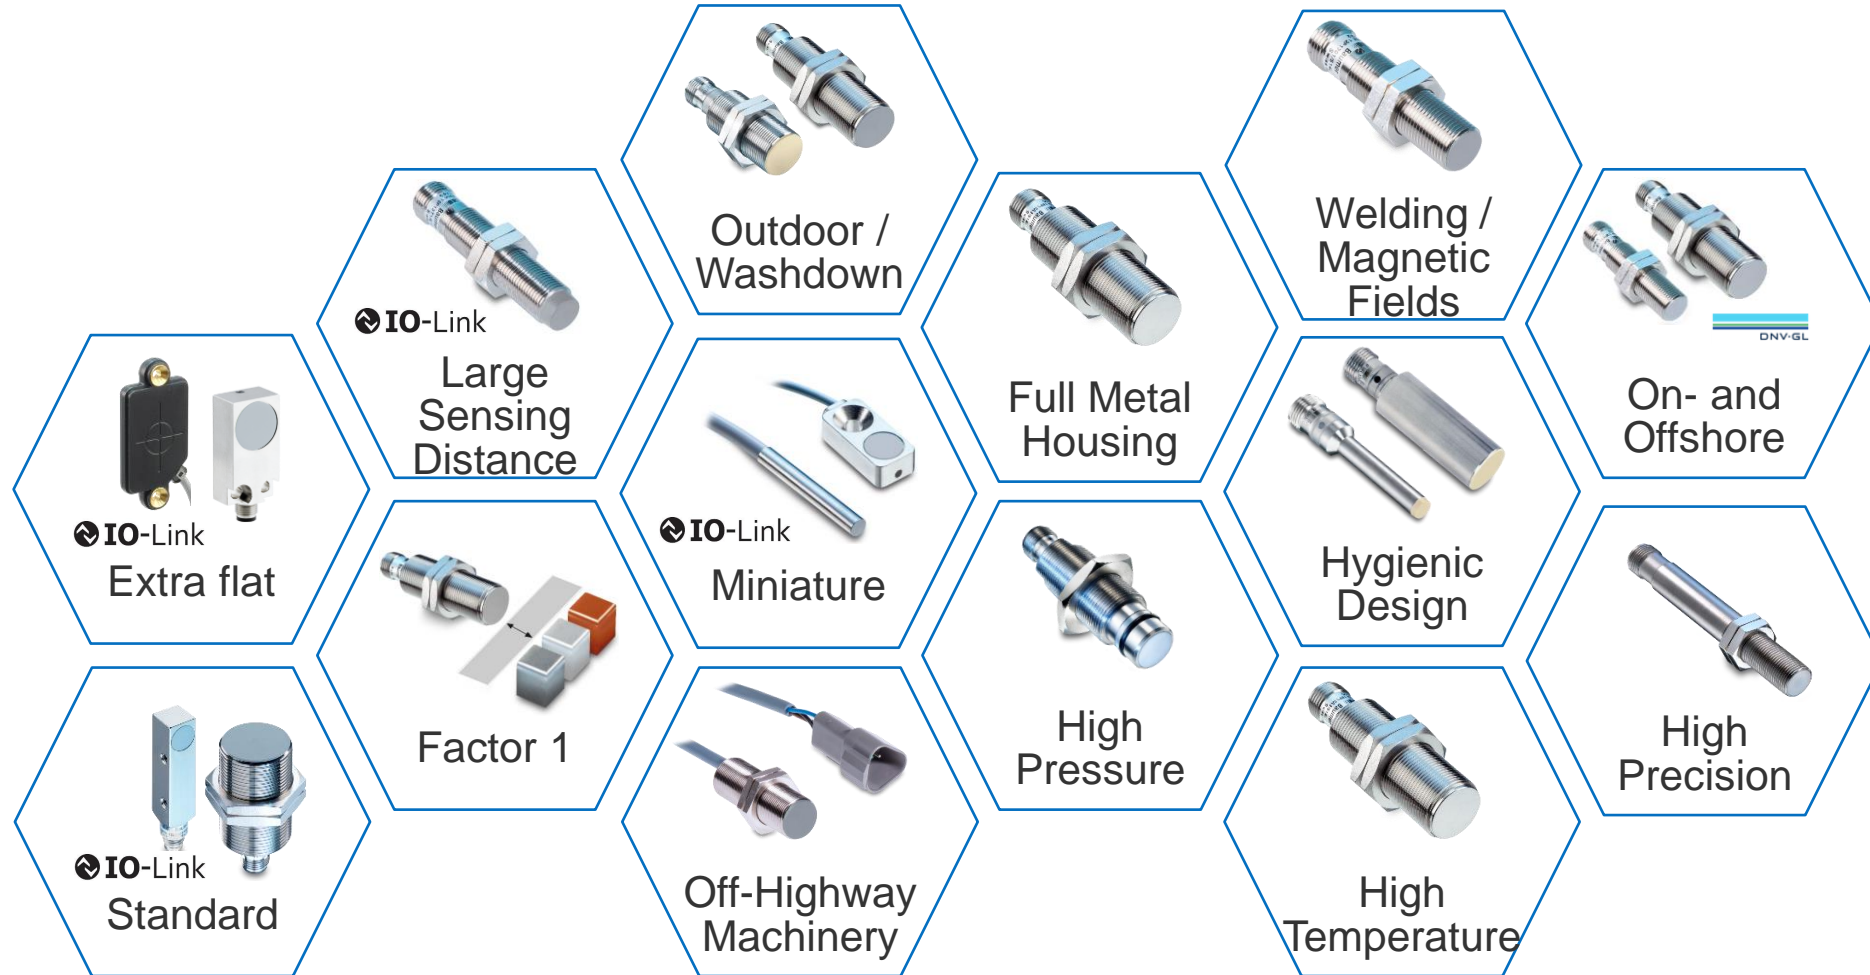 Outdoor /
Washdown
Welding /
Magnetic
Fields
IO-Link
Large
Sensing
Distance
Full Metal
Housing
DNV·GL
On- and
Offshore
IO-Link
Extra flat
IO-Link
Miniature
Hygienic
Design
Factor 1
High
Pressure
High
Precision
IO-Link
Standard
Off-Highway
Machinery
High
Temperature